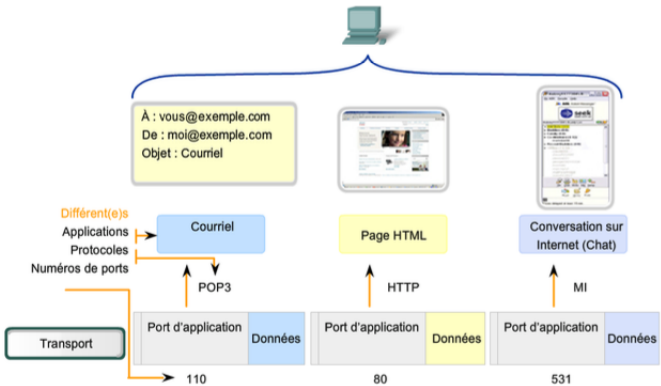 À : vous@exemple.com
De : moi@exemple.com
Objet : Courriel
seek
Différent(e)s
Applications
Protocoles
Numéros de ports
Courriel
Page HTML
Conversation sur
Internet (Chat)
POP3
HTTP
MI
Transport
Port d'application
Données
Port d'application
Données
Port d'application
Données
110
80
531